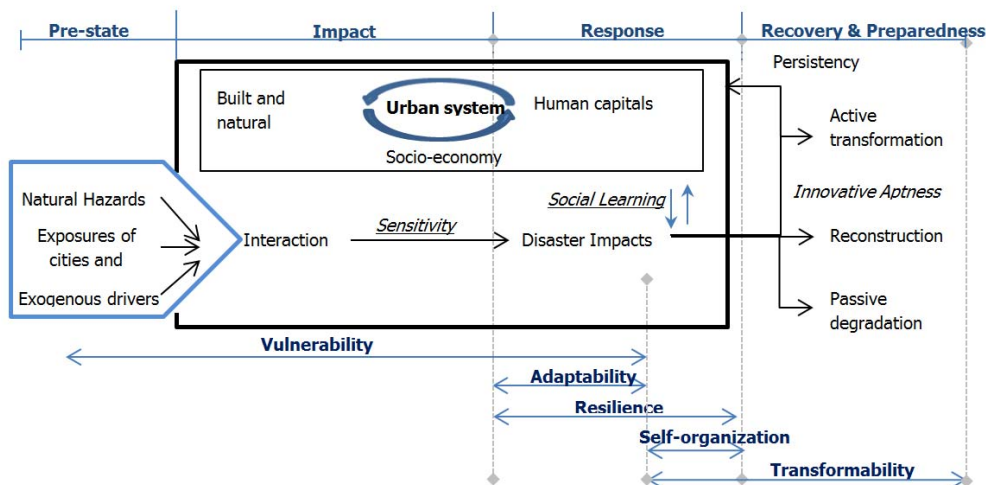 Pre-state
Impact
Response
Recovery & Preparedness
Persistency
Built and
natural
Urban system
Human capitals
Socio-economy
Active
transformation
Natural Hazards
Exposures of
cities and
Exogenous drivers
Interaction
Sensitivity
Social Learning
Disaster Impacts
Innovative Aptness
Reconstruction
Passive
degradation
Vulnerability
Adaptability
Resilience
Self-organization
Transformability